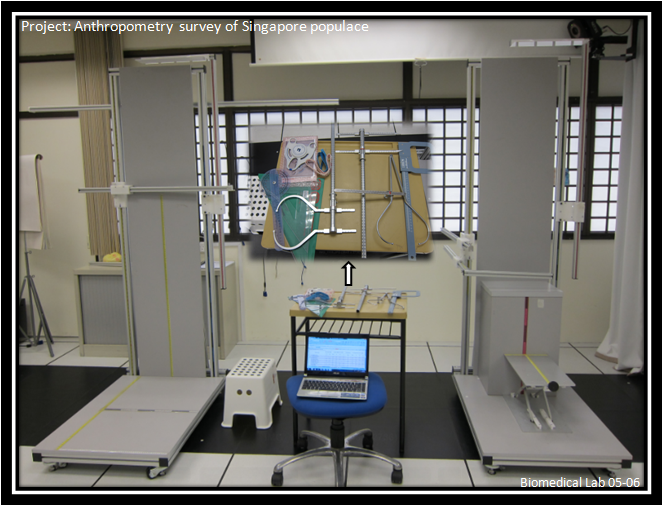 Project: Anthropometry survey of Singapore populace
Biomedical Lab 05-06